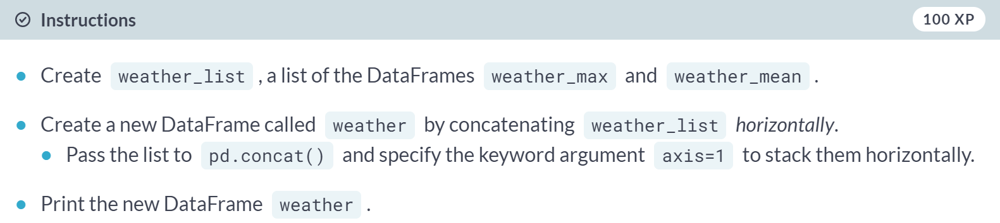 Instructions 100 XP
Create weather_list , a list of the DataFrames weather_max and weather_mean .
Create a new DataFrame called weather by concatenating weather_list horizontally.
Pass the list to pd.concat() and specify the keyword argument axis=1 to stack them horizontally.
Print the new DataFrame weather .